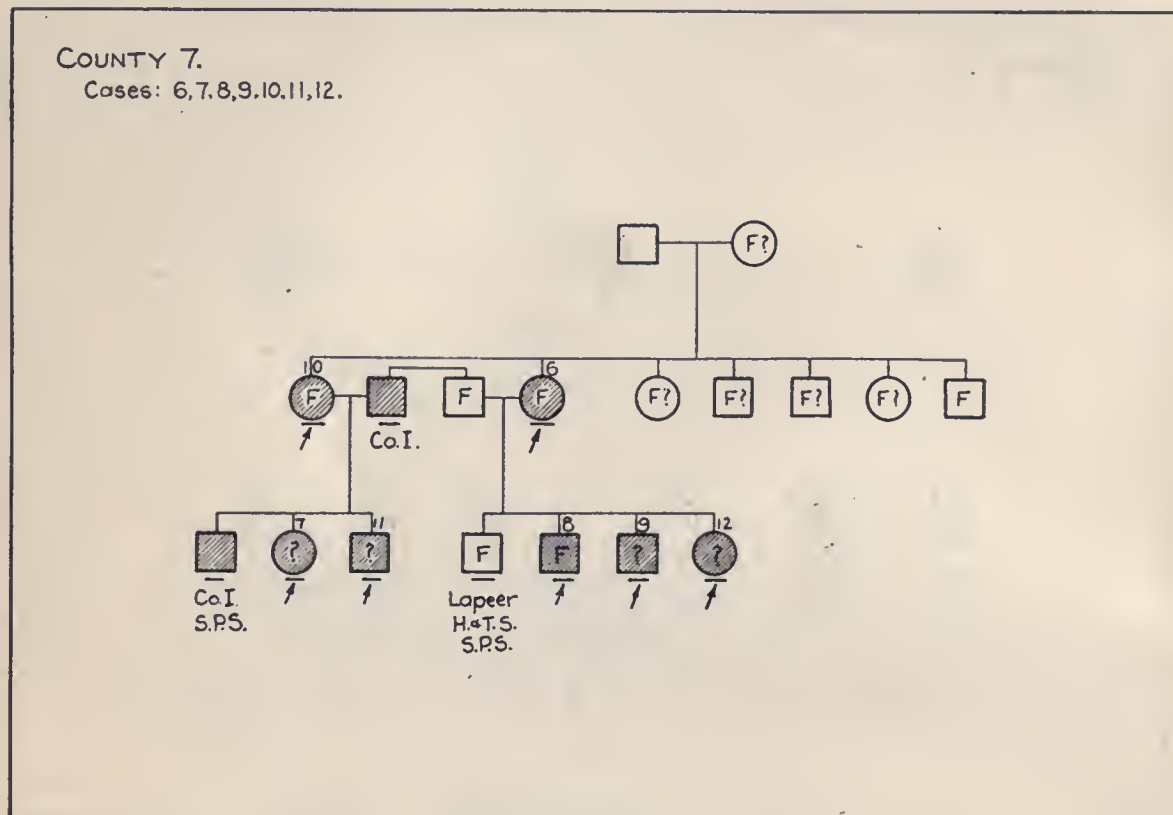 COUNTY 7.
Cases: 6,7.8,9.10.11,12.
F?
10 6
F F F F? F? F? F? F
Co.I.
7 11 8 9 12
? ? F F ? ?
Co.I. Lapeer
S.P.S. H.&T.S.
S.P.S.